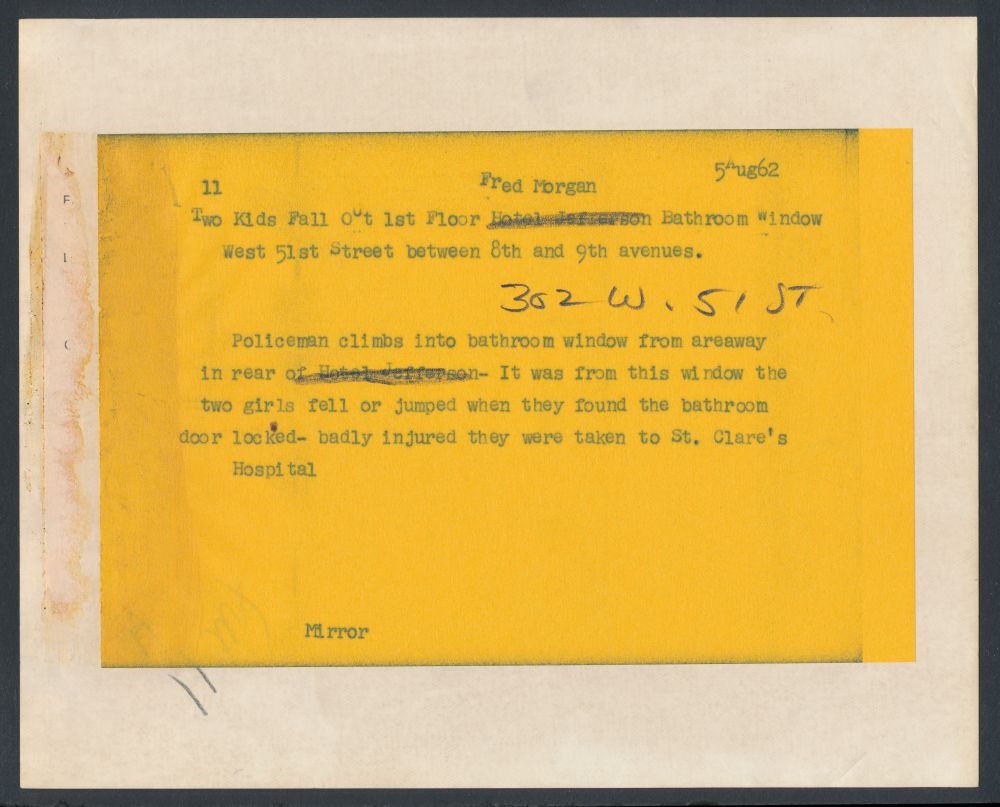 5Aug62
11 Fred Morgan
Two Kids Fall Out 1st Floor Hotel Jefferson Bathroom Window
West 51st Street between 8th and 9th avenues.
302 W. 51 ST
Policeman climbs into bathroom window from areaway
in rear of Hotel Jefferson- It was from this window the
two girls fell or jumped when they found the bathroom
door locked- badly injured they were taken to St. Clare's
Hospital
Mirror